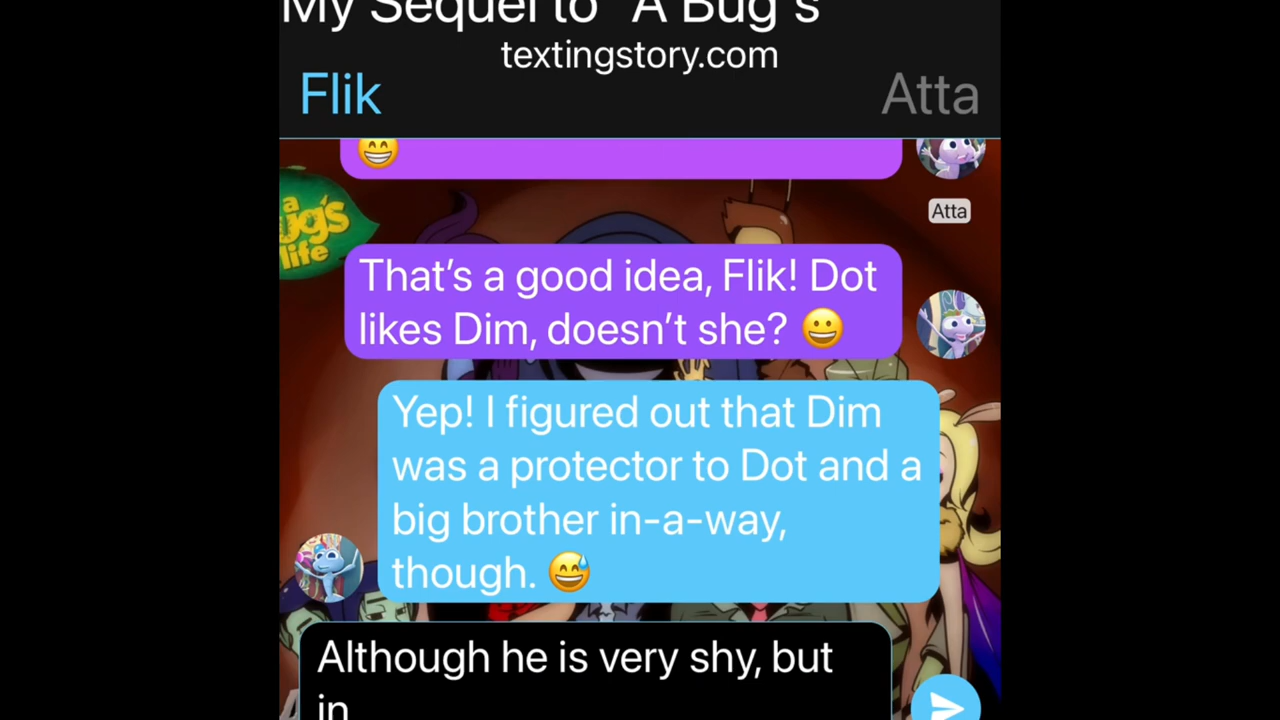 My Sequel to "A Bug's
textingstory.com
Flik
Atta
😁
a
bug's
life
Atta
That's a good idea, Flik! Dot
likes Dim, doesn't she? 😀
Yep! I figured out that Dim
was a protector to Dot and a
big brother in-a-way,
though. 😅
Although he is very shy, but
in